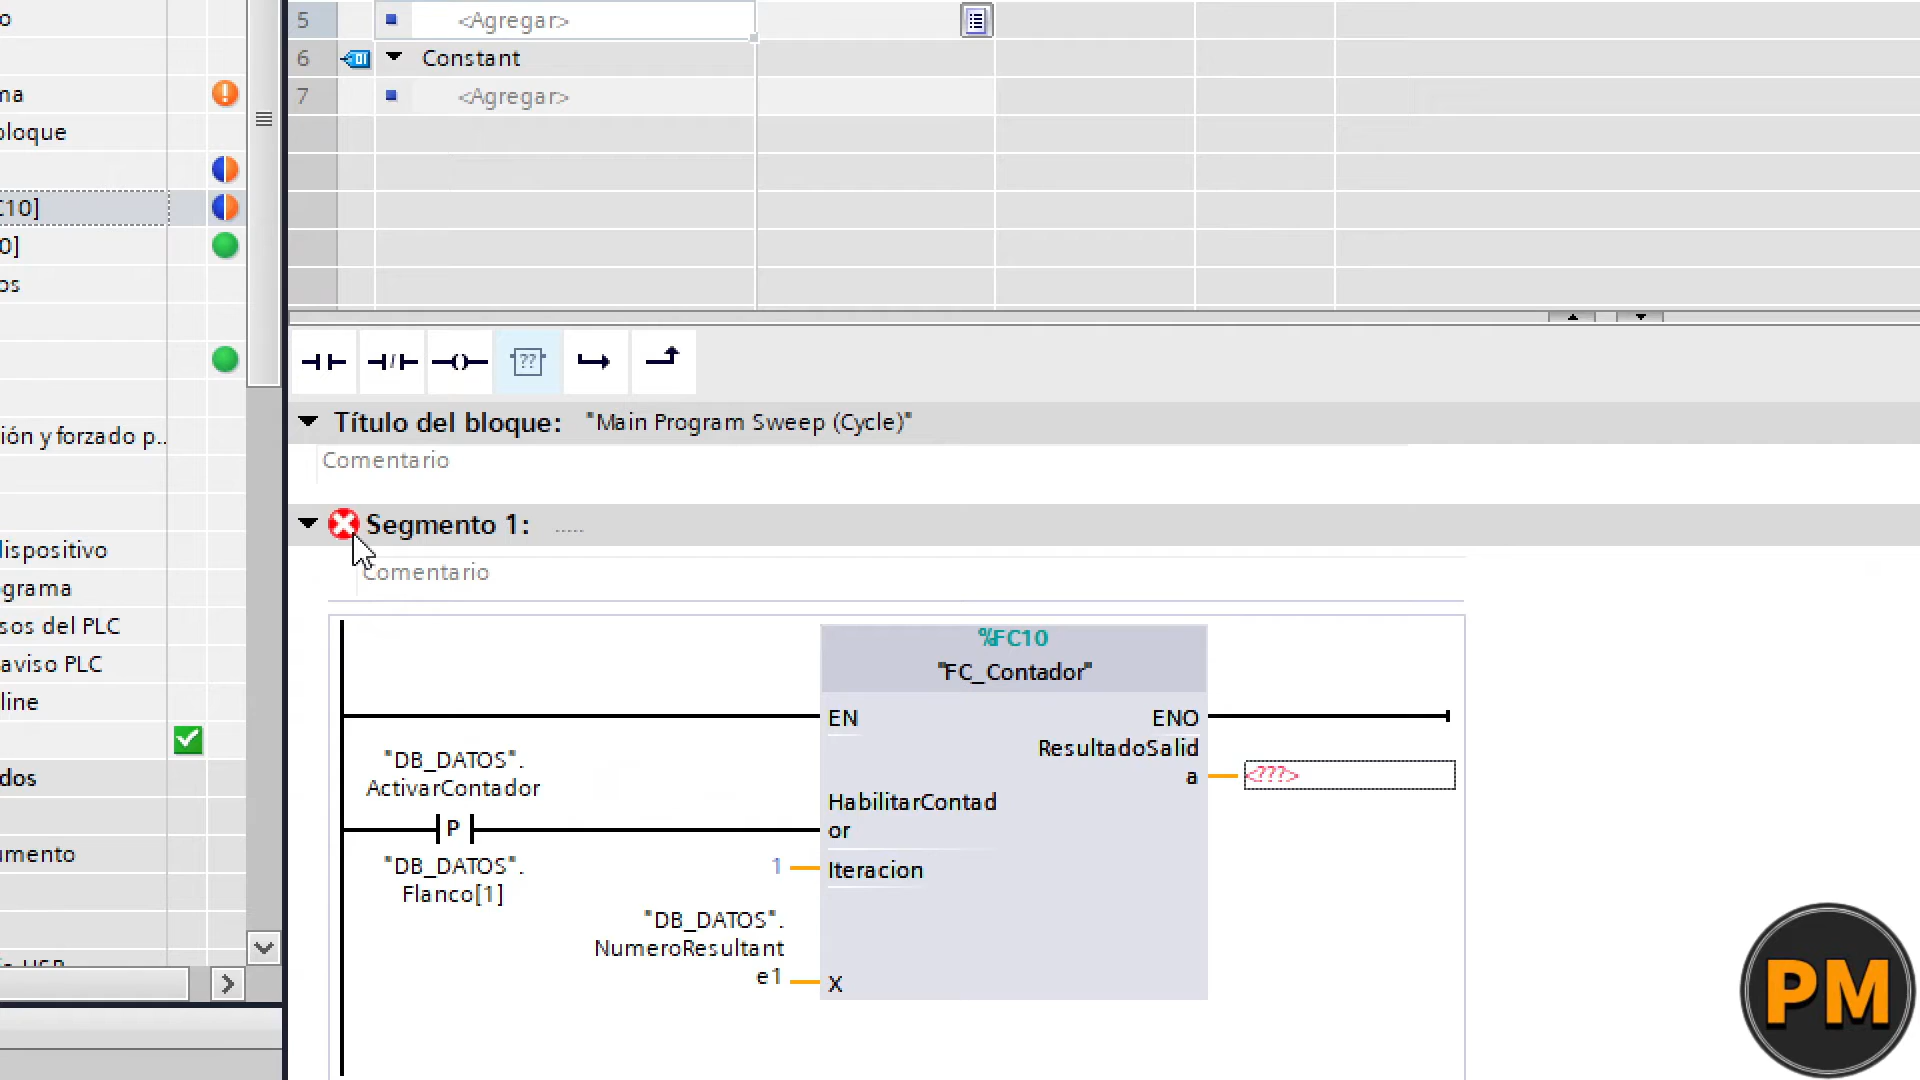 o
ma
bloque
C10]
0]
os
ión y forzado p..
dispositivo
grama
sos del PLC
aviso PLC
line
dos
umento
5
<Agregar>
6
Constant
7
<Agregar>
??
Título del bloque: "Main Program Sweep (Cycle)"
Comentario
Segmento 1: .....
Comentario
%FC10
"FC_Contador"
EN
ENO
ResultadoSalid
a
<???>
"DB_DATOS".
ActivarContador
P
"DB_DATOS".
Flanco[1]
HabilitarContad
or
1
Iteracion
"DB_DATOS".
NumeroResultant
e1
X
PM